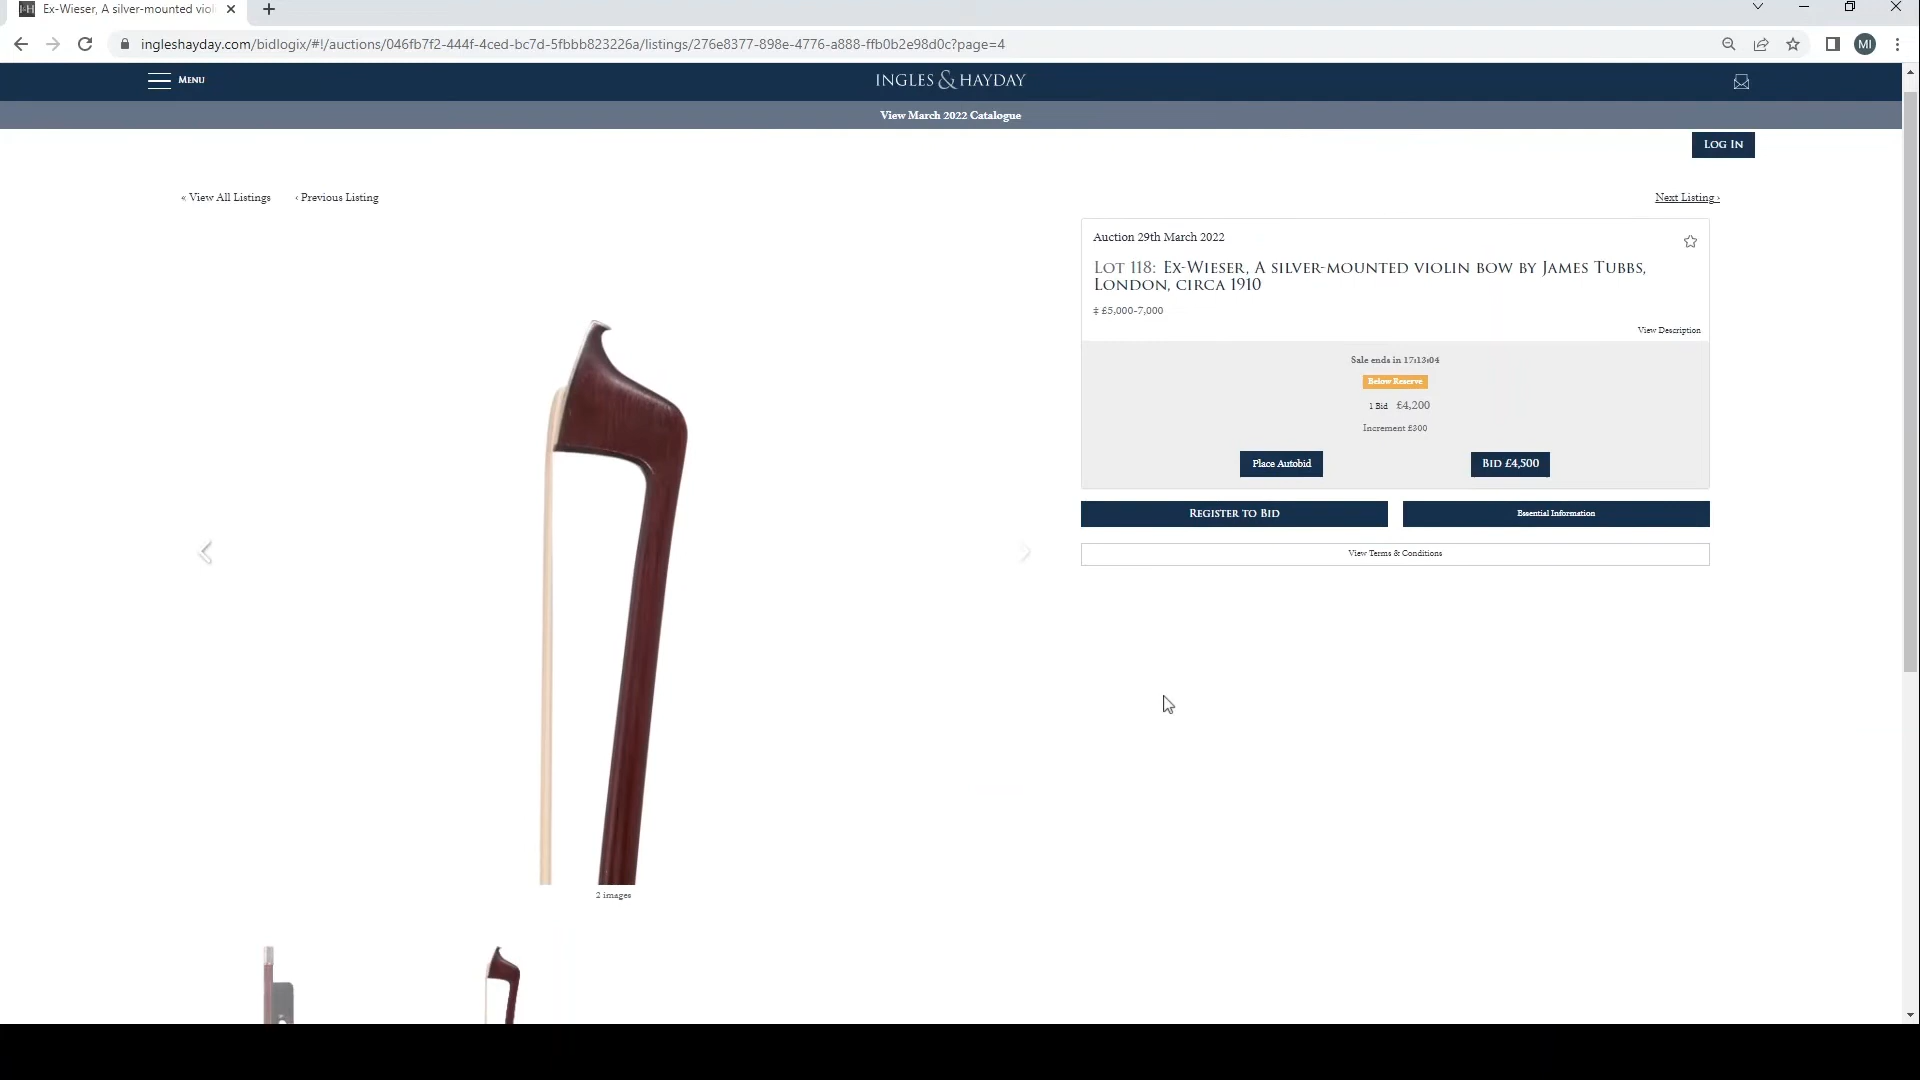 Ex-Wieser, A silver-mounted viol
ingleshayday.com/bidlogix/#!/auctions/046fb7f2-444f-4ced-bc7d-5fbbb823226a/listings/276e8377-898e-4776-a888-ffb0b2e98d0c?page=4
MI
Menu
INGLES & HAYDAY
View March 2022 Catalogue
Log In
« View All Listings
‹ Previous Listing
Next Listing ›
Auction 29th March 2022
Lot 118: Ex-Wieser, A silver-mounted violin bow by James Tubbs,
London, circa 1910
‡ £5,000-7,000
View Description
Sale ends in 17:13:04
Below Reserve
1 Bid £4,200
Increment £300
Place Autobid
Bid £4,500
Register to Bid
Essential Information
View Terms & Conditions
2 images